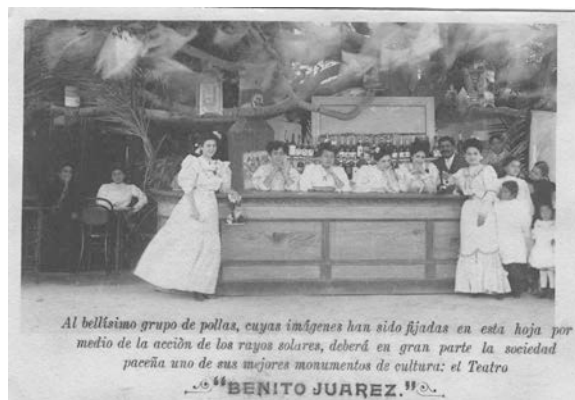 Al bellísimo grupo de pollas, cuyas imágenes han sido fijadas en esta hoja por
medio de la acciòn de los rayos solares, deberá en gran parte la sociedad
paceña uno de sus mejores monumentos de cultura: el Teatro
"BENITO JUAREZ."